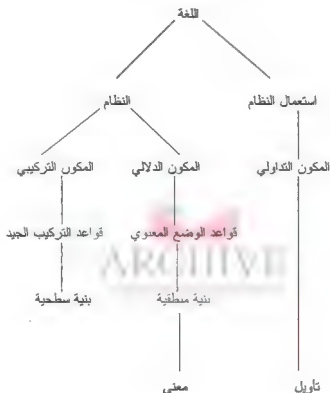 اللغة
استعمال النظام
النظام
المكون التداولي
المكون الدلالي
المكون التركيبي
قواعد الوضع المعنوي
قواعد التركيب الجيد
ARCHIVE
بنية منطقية
بنية سطحية
تأويل
معنى